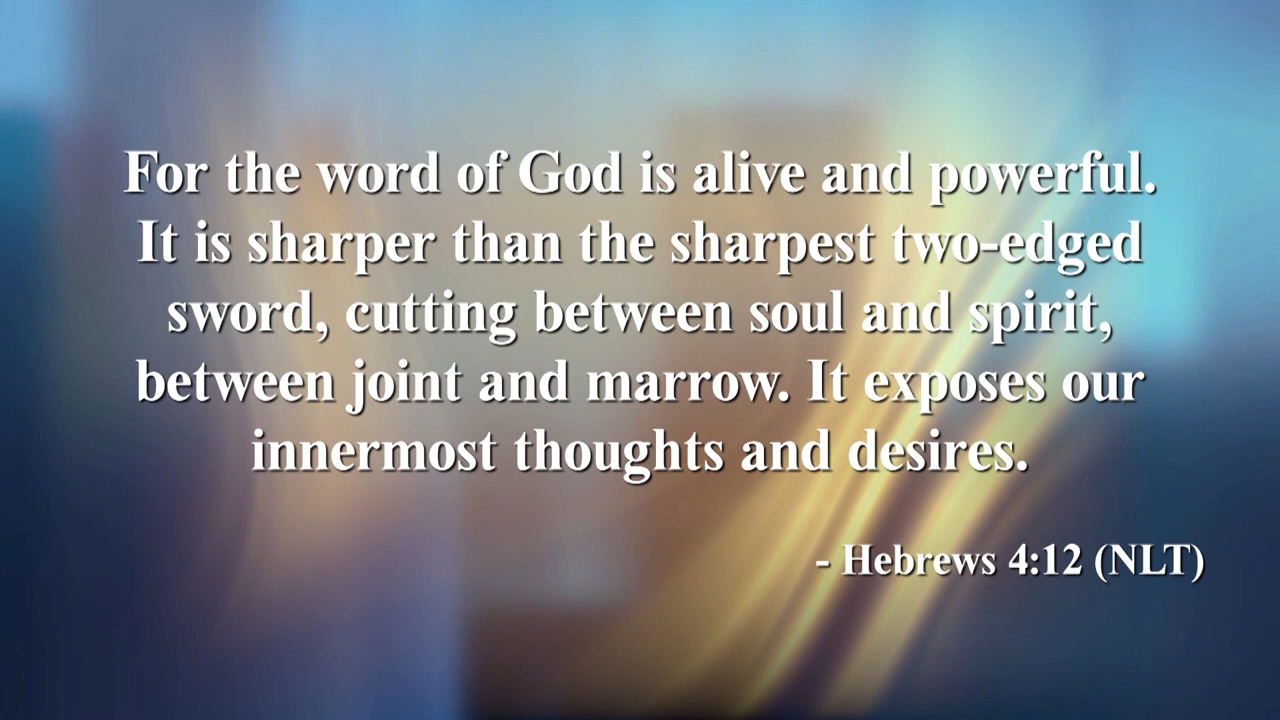 For the word of God is alive and powerful.
It is sharper than the sharpest two-edged
sword, cutting between soul and spirit,
between joint and marrow. It exposes our
innermost thoughts and desires.
- Hebrews 4:12 (NLT)